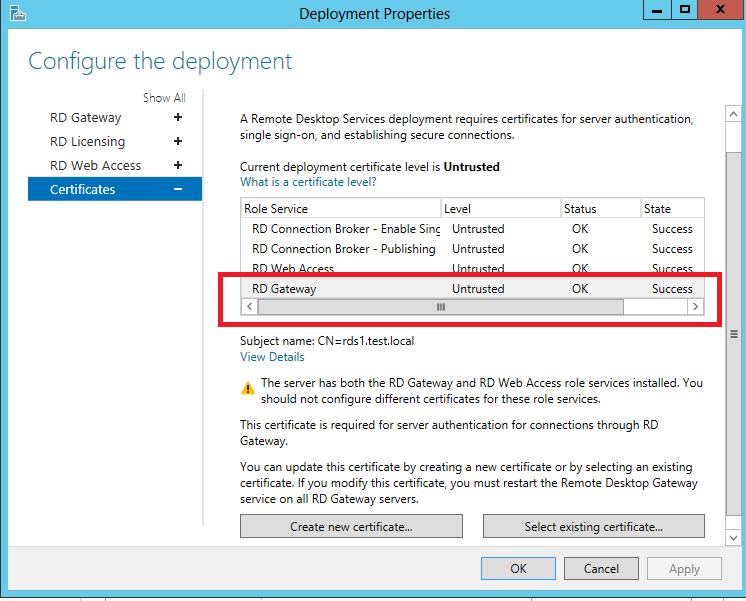 Deployment Properties
Configure the deployment
Show All
RD Gateway +
RD Licensing +
RD Web Access +
Certificates –
A Remote Desktop Services deployment requires certificates for server authentication,
single sign-on, and establishing secure connections.
Current deployment certificate level is Untrusted
What is a certificate level?
Role Service Level Status State
RD Connection Broker - Enable Sing Untrusted OK Success
RD Connection Broker - Publishing Untrusted OK Success
RD Web Access Untrusted OK Success
RD Gateway Untrusted OK Success
Subject name: CN=rds1.test.local
View Details
The server has both the RD Gateway and RD Web Access role services installed. You
should not configure different certificates for these role services.
This certificate is required for server authentication for connections through RD
Gateway.
You can update this certificate by creating a new certificate or by selecting an existing
certificate. If you modify this certificate, you must restart the Remote Desktop Gateway
service on all RD Gateway servers.
Create new certificate... Select existing certificate...
OK Cancel Apply